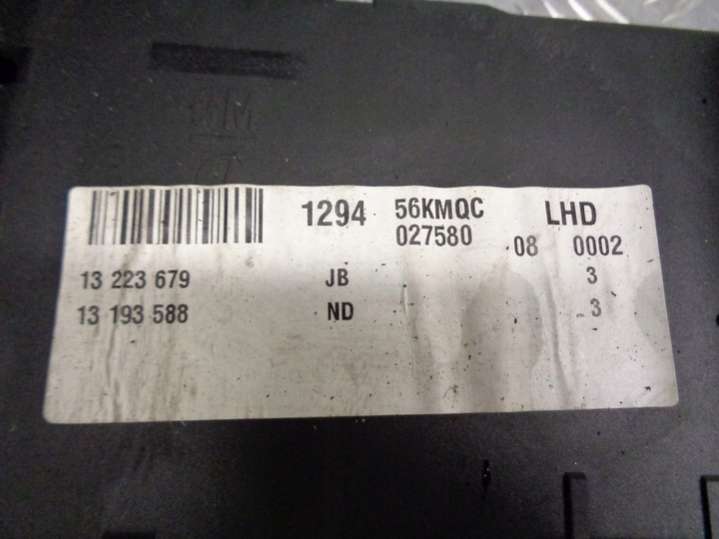 1294 56KMQC LHD
027580 08 0002
13 223 679 JB 3
13 193 588 ND 3